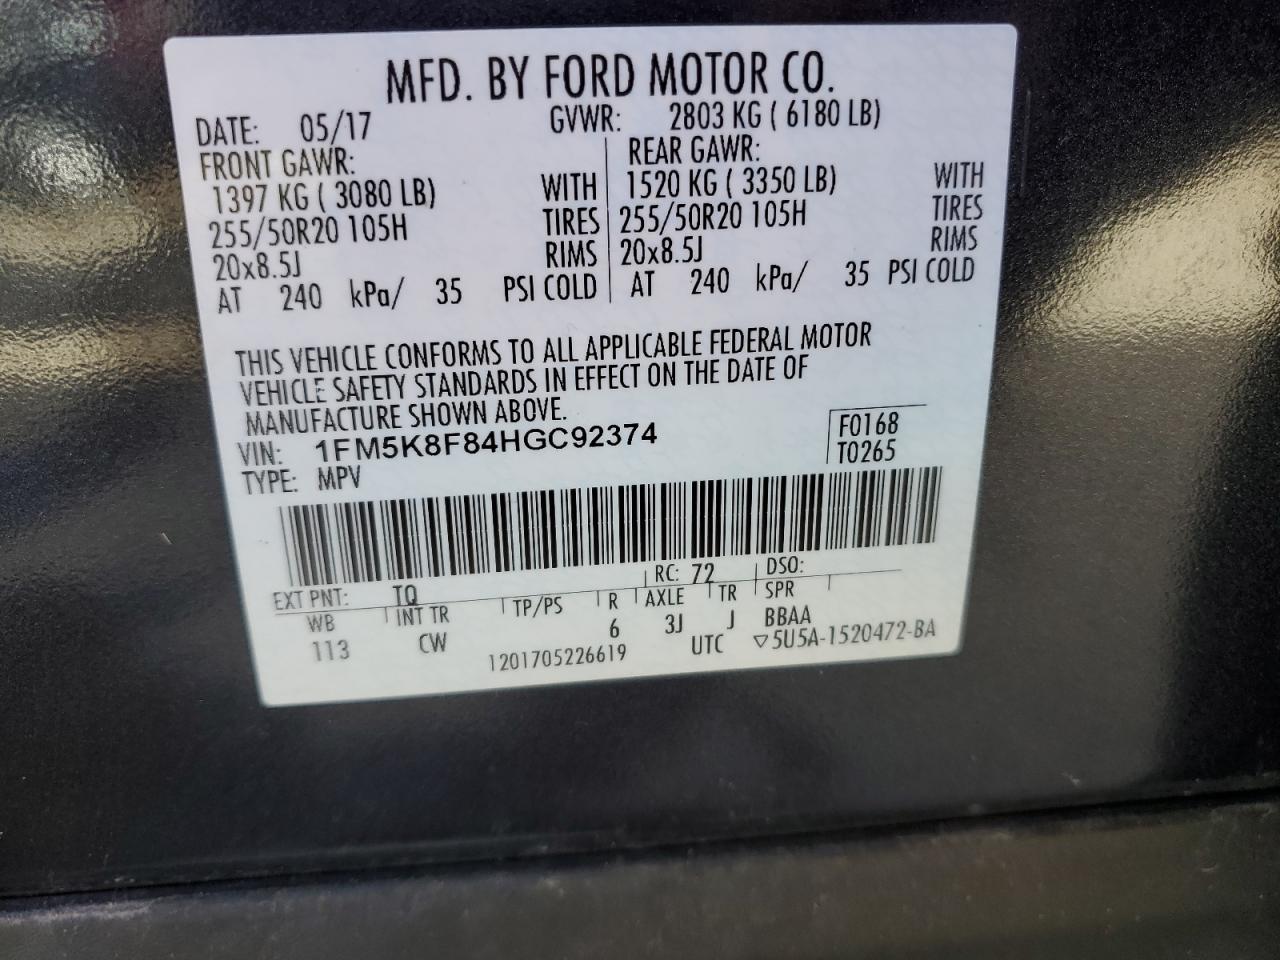 MFD. BY FORD MOTOR CO.
DATE: 05/17 GVWR: 2803 KG ( 6180 LB)
FRONT GAWR: REAR GAWR:
1397 KG ( 3080 LB) WITH 1520 KG ( 3350 LB) WITH
255/50R20 105H TIRES 255/50R20 105H TIRES
20x8.5J RIMS 20x8.5J RIMS
AT 240 kPa/ 35 PSI COLD AT 240 kPa/ 35 PSI COLD
THIS VEHICLE CONFORMS TO ALL APPLICABLE FEDERAL MOTOR
VEHICLE SAFETY STANDARDS IN EFFECT ON THE DATE OF
MANUFACTURE SHOWN ABOVE.
VIN: 1FM5K8F84HGC92374 F0168
TYPE: MPV T0265
EXT PNT: TQ RC: 72 DSO:
WB INT TR TP/PS R AXLE TR SPR
113 CW 6 3J J BBAA
1201705226619 UTC ▽5U5A-1520472-BA